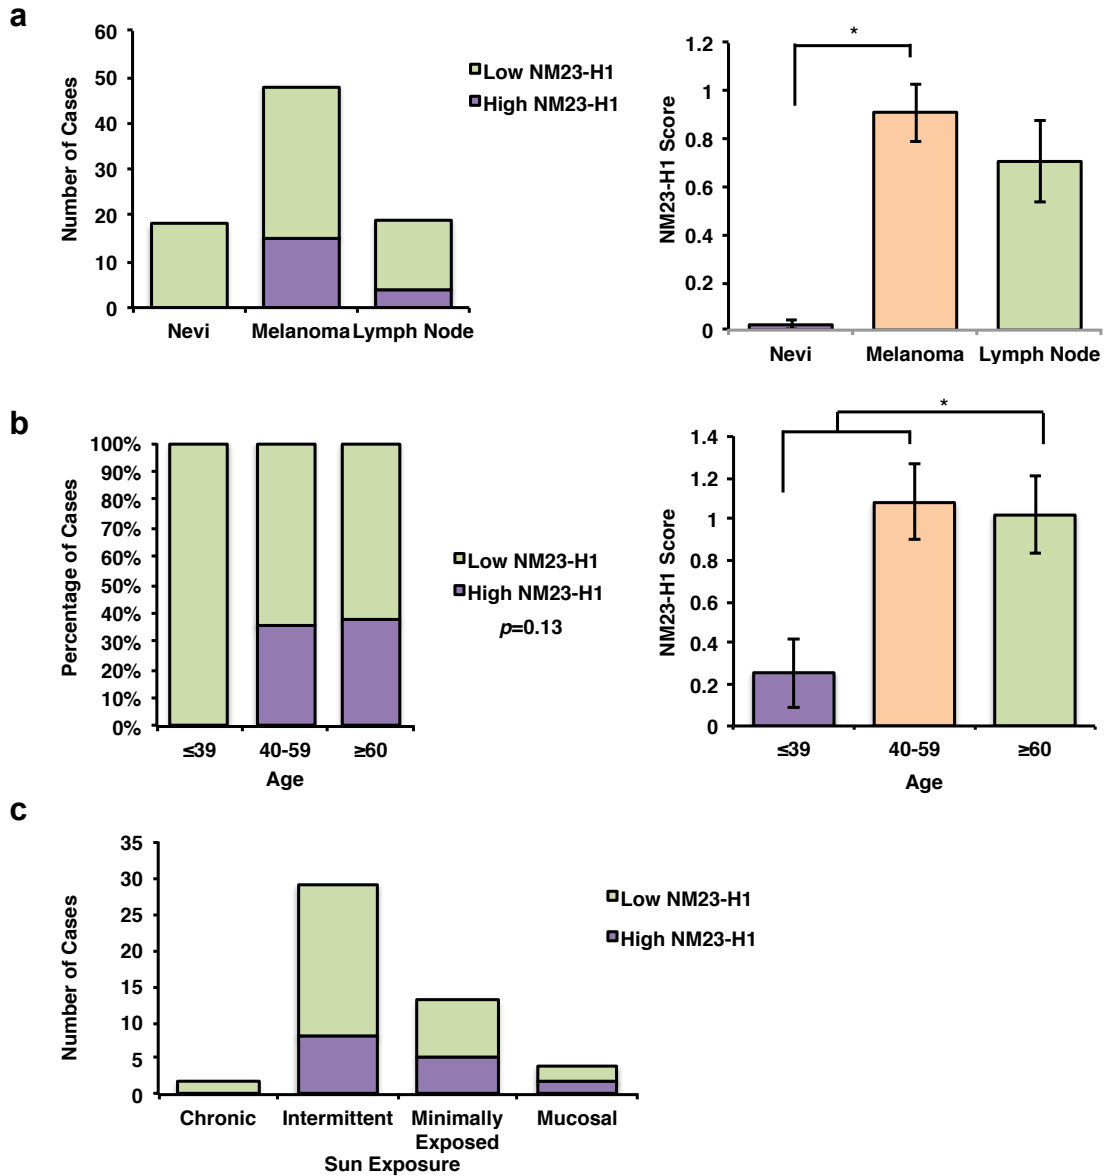 a
60
50
40
30
20
10
0
Number of Cases
Nevi Melanoma Lymph Node
Low NM23-H1
High NM23-H1
*
1.2
1
0.8
0.6
0.4
0.2
0
NM23-H1 Score
Nevi Melanoma Lymph Node
b
100%
90%
80%
70%
60%
50%
40%
30%
20%
10%
0%
Percentage of Cases
≤39 40-59 ≥60
Age
Low NM23-H1
High NM23-H1
p=0.13
*
1.4
1.2
1
0.8
0.6
0.4
0.2
0
NM23-H1 Score
≤39 40-59 ≥60
Age
c
35
30
25
20
15
10
5
0
Number of Cases
Chronic Intermittent Minimally Mucosal
Exposed
Sun Exposure
Low NM23-H1
High NM23-H1